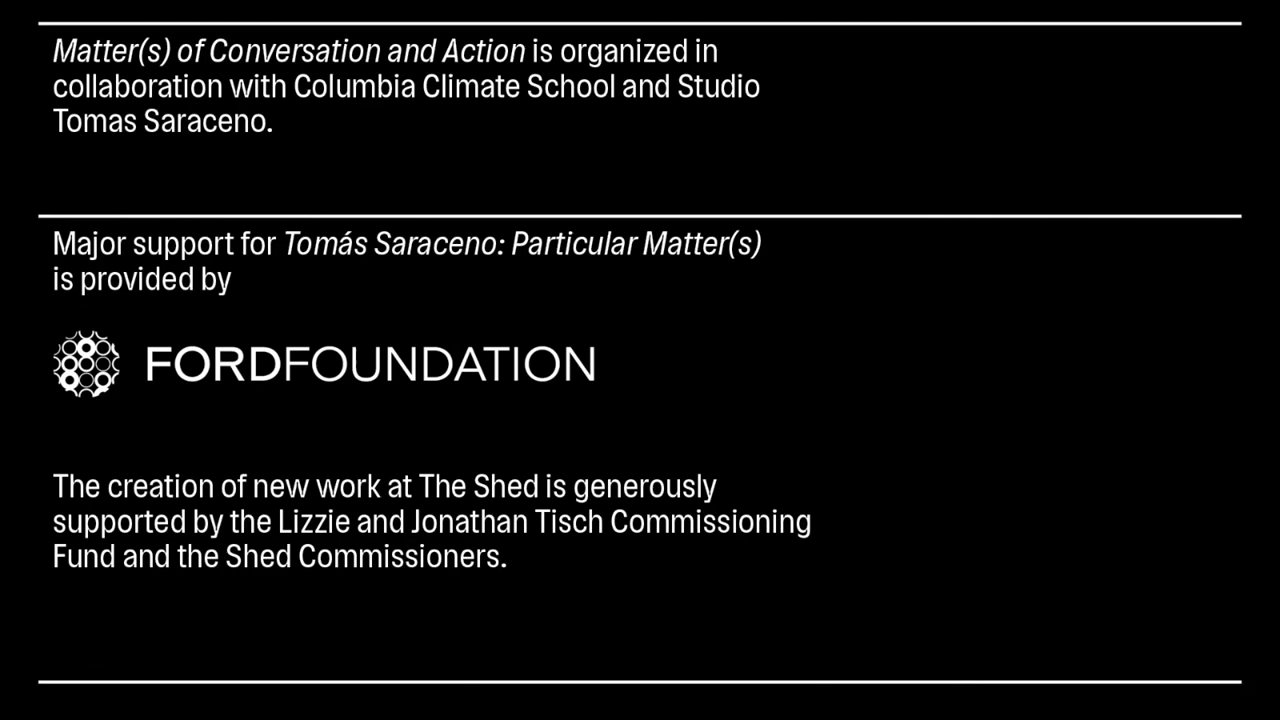 Matter(s) of Conversation and Action is organized in
collaboration with Columbia Climate School and Studio
Tomas Saraceno.
Major support for Tomás Saraceno: Particular Matter(s)
is provided by
FORDFOUNDATION
The creation of new work at The Shed is generously
supported by the Lizzie and Jonathan Tisch Commissioning
Fund and the Shed Commissioners.